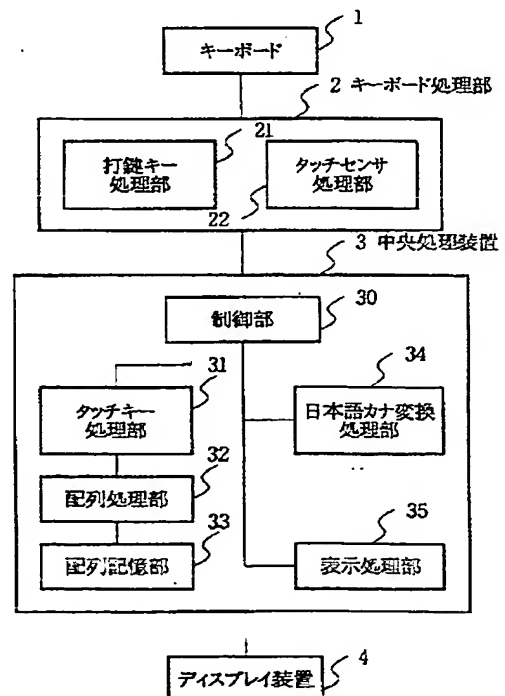 1
キーボード
2 キーボード処理部
21
打鍵キー
処理部
タッチセンサ
処理部
22
3 中央処理装置
30
制御部
31
タッチキー
処理部
34
日本語カナ変換
処理部
32
配列処理部
33
配列記憶部
35
表示処理部
4
ディスプレイ装置